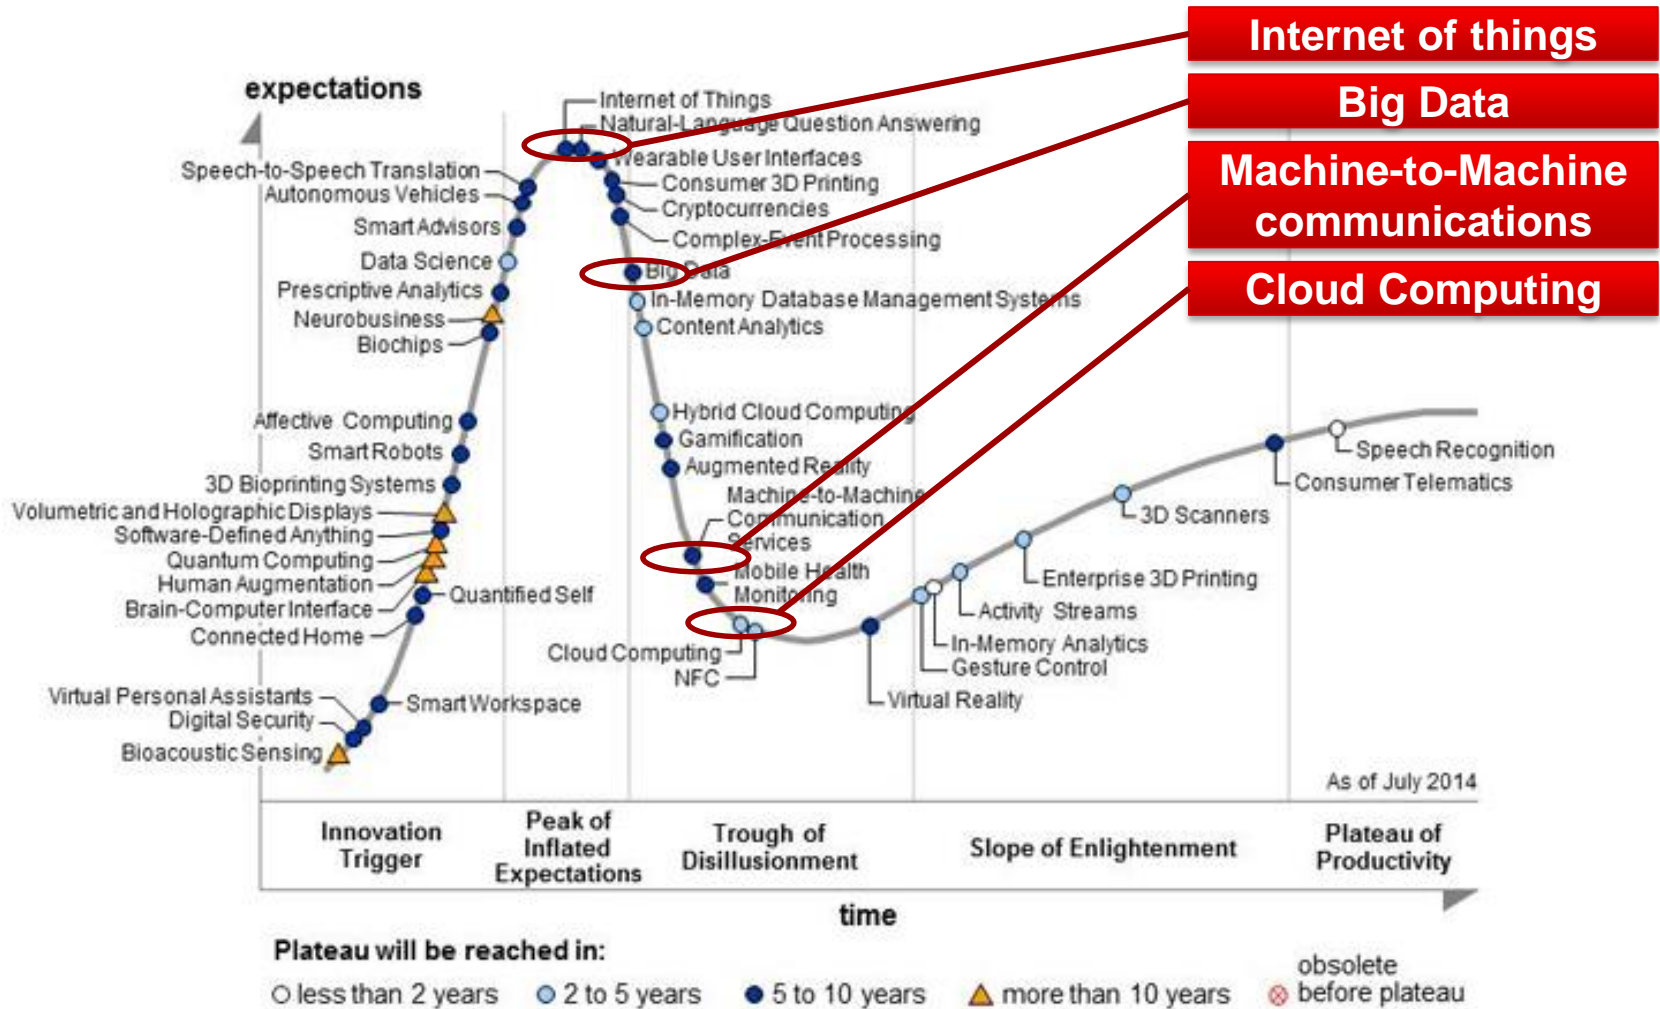 Internet of things
Big Data
Machine-to-Machine
communications
Cloud Computing
expectations
Internet of Things
Natural-Language Question Answering
Wearable User Interfaces
Consumer 3D Printing
Cryptocurrencies
Complex-Event Processing
Big Data
In-Memory Database Management Systems
Content Analytics
Hybrid Cloud Computing
Gamification
Augmented Reality
Machine-to-Machine
Communication
Services
Mobile Health
Monitoring
Speech-to-Speech Translation
Autonomous Vehicles
Smart Advisors
Data Science
Prescriptive Analytics
Neurobusiness
Biochips
Affective Computing
Smart Robots
3D Bioprinting Systems
Volumetric and Holographic Displays
Software-Defined Anything
Quantum Computing
Human Augmentation
Brain-Computer Interface
Connected Home
Quantified Self
Virtual Personal Assistants
Digital Security
Bioacoustic Sensing
Smart Workspace
Cloud Computing
NFC
Virtual Reality
Gesture Control
In-Memory Analytics
Activity Streams
Enterprise 3D Printing
3D Scanners
Consumer Telematics
Speech Recognition
As of July 2014
Innovation
Trigger
Peak of
Inflated
Expectations
Trough of
Disillusionment
Slope of Enlightenment
Plateau of
Productivity
time
Plateau will be reached in:
less than 2 years
2 to 5 years
5 to 10 years
more than 10 years
obsolete
before plateau